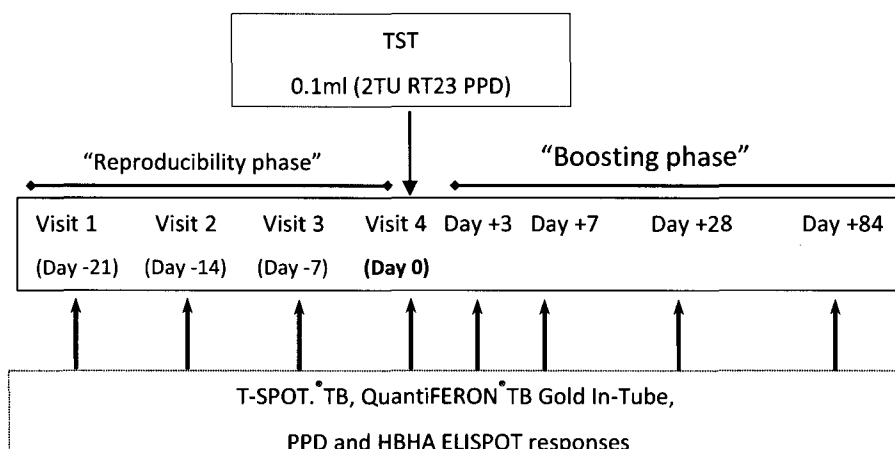 TST
0.1ml (2TU RT23 PPD)
“Reproducibility phase”
“Boosting phase”
Visit 1 Visit 2 Visit 3 Visit 4 Day +3 Day +7 Day +28 Day +84
(Day -21) (Day -14) (Day -7) (Day 0)
T-SPOT.®TB, QuantiFERON®TB Gold In-Tube,
PPD and HBHA ELISPOT responses